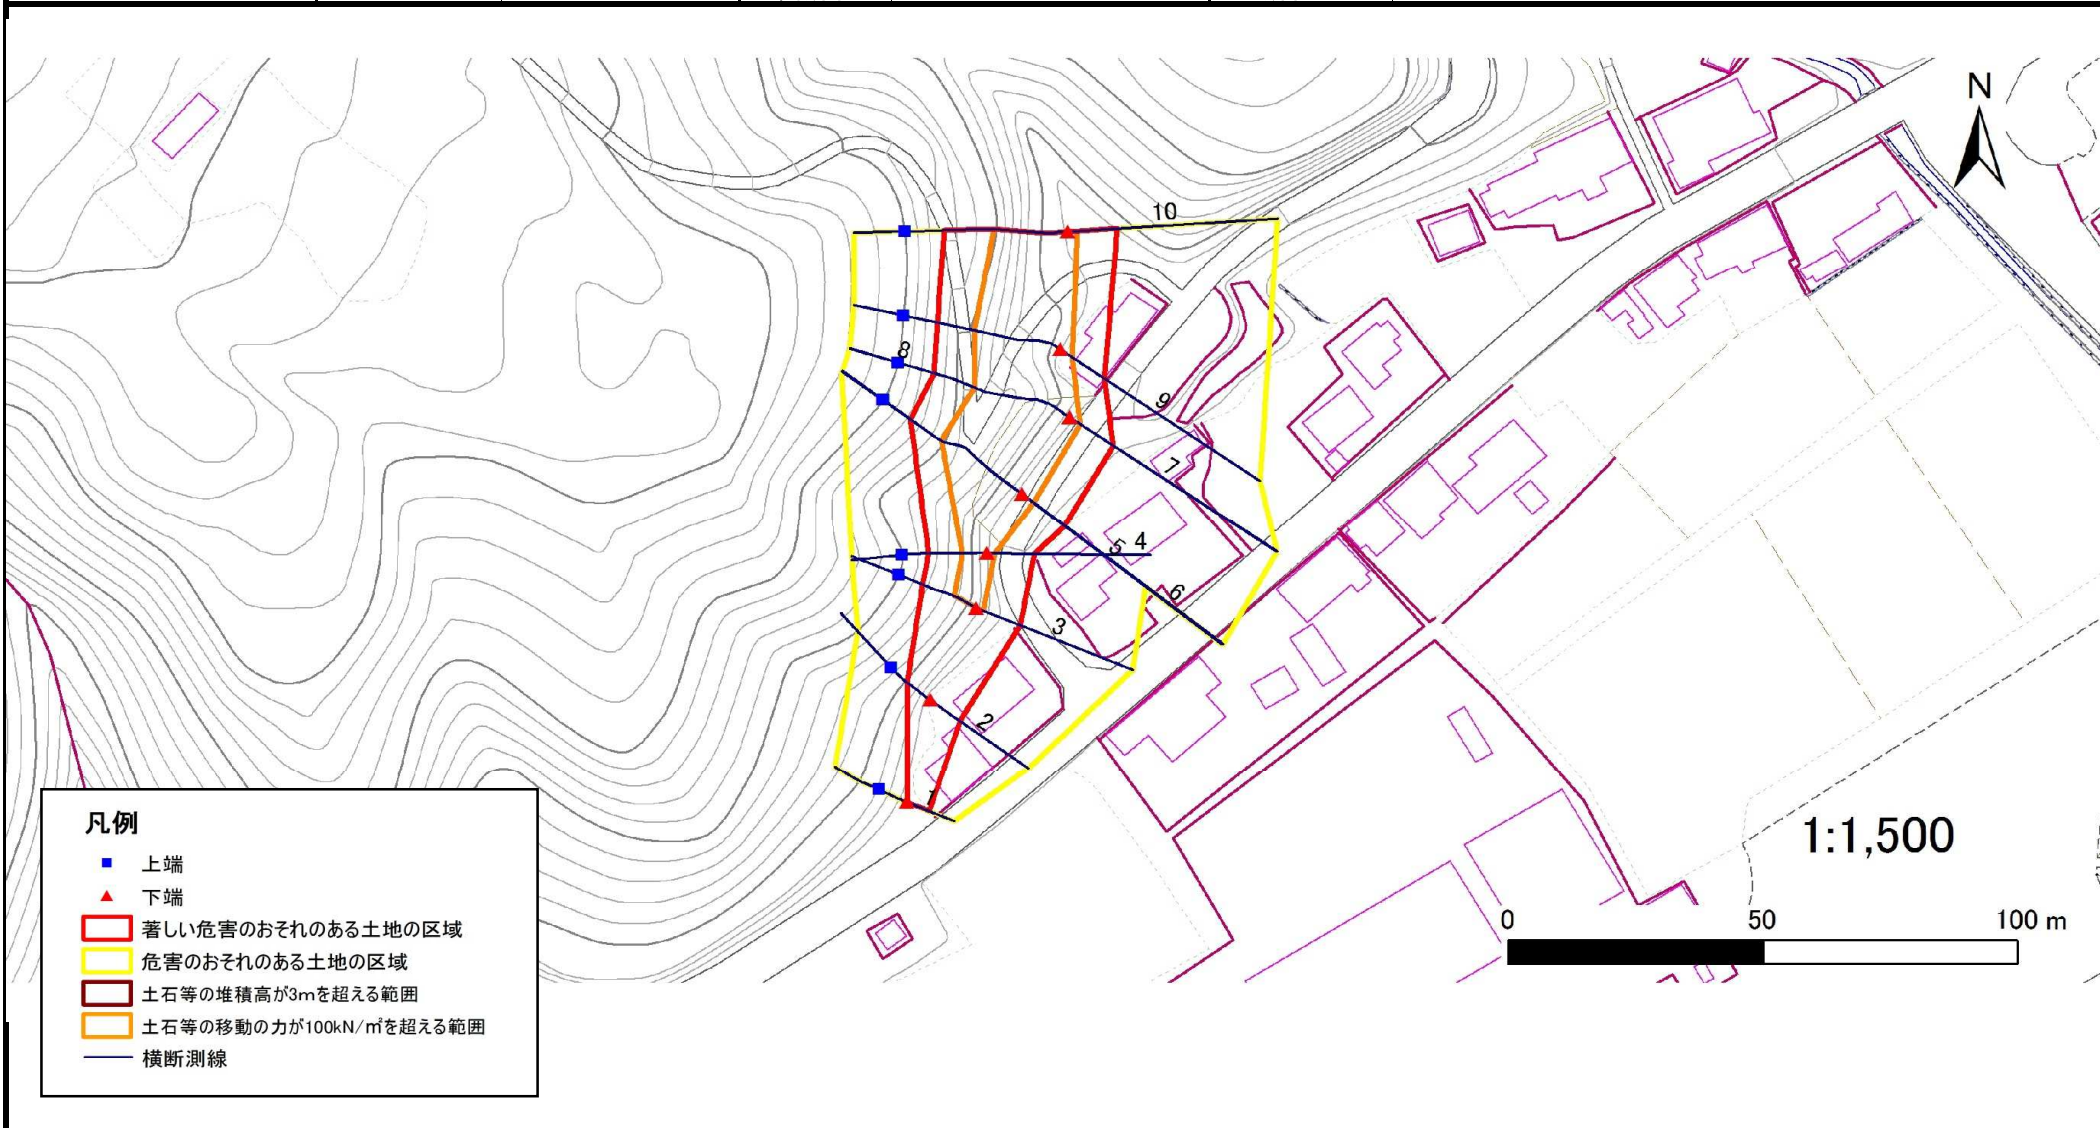 N
10
8
9
7
4
5
6
3
2
1
凡例
上端
下端
著しい危害のおそれのある土地の区域
危害のおそれのある土地の区域
土石等の堆積高が3mを超える範囲
土石等の移動の力が100kN/㎡を超える範囲
横断測線
1:1,500
0 50 100 m